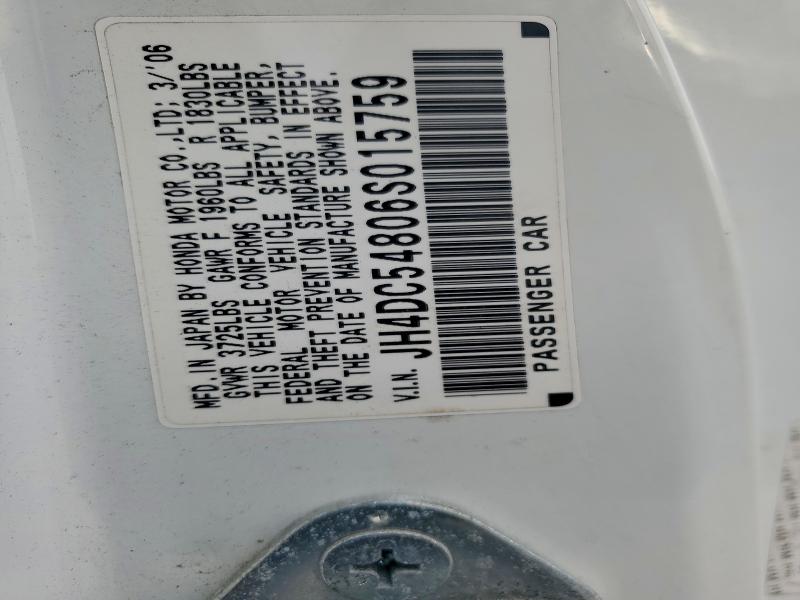 MFD. IN JAPAN BY HONDA MOTOR CO.,LTD; 3/'06
GVWR 3725LBS GAWR F 1960LBS R 1830LBS
THIS VEHICLE CONFORMS TO ALL APPLICABLE
FEDERAL MOTOR VEHICLE SAFETY, BUMPER,
AND THEFT PREVENTION STANDARDS IN EFFECT
ON THE DATE OF MANUFACTURE SHOWN ABOVE.
V.I.N. JH4DC54806S015759
PASSENGER CAR